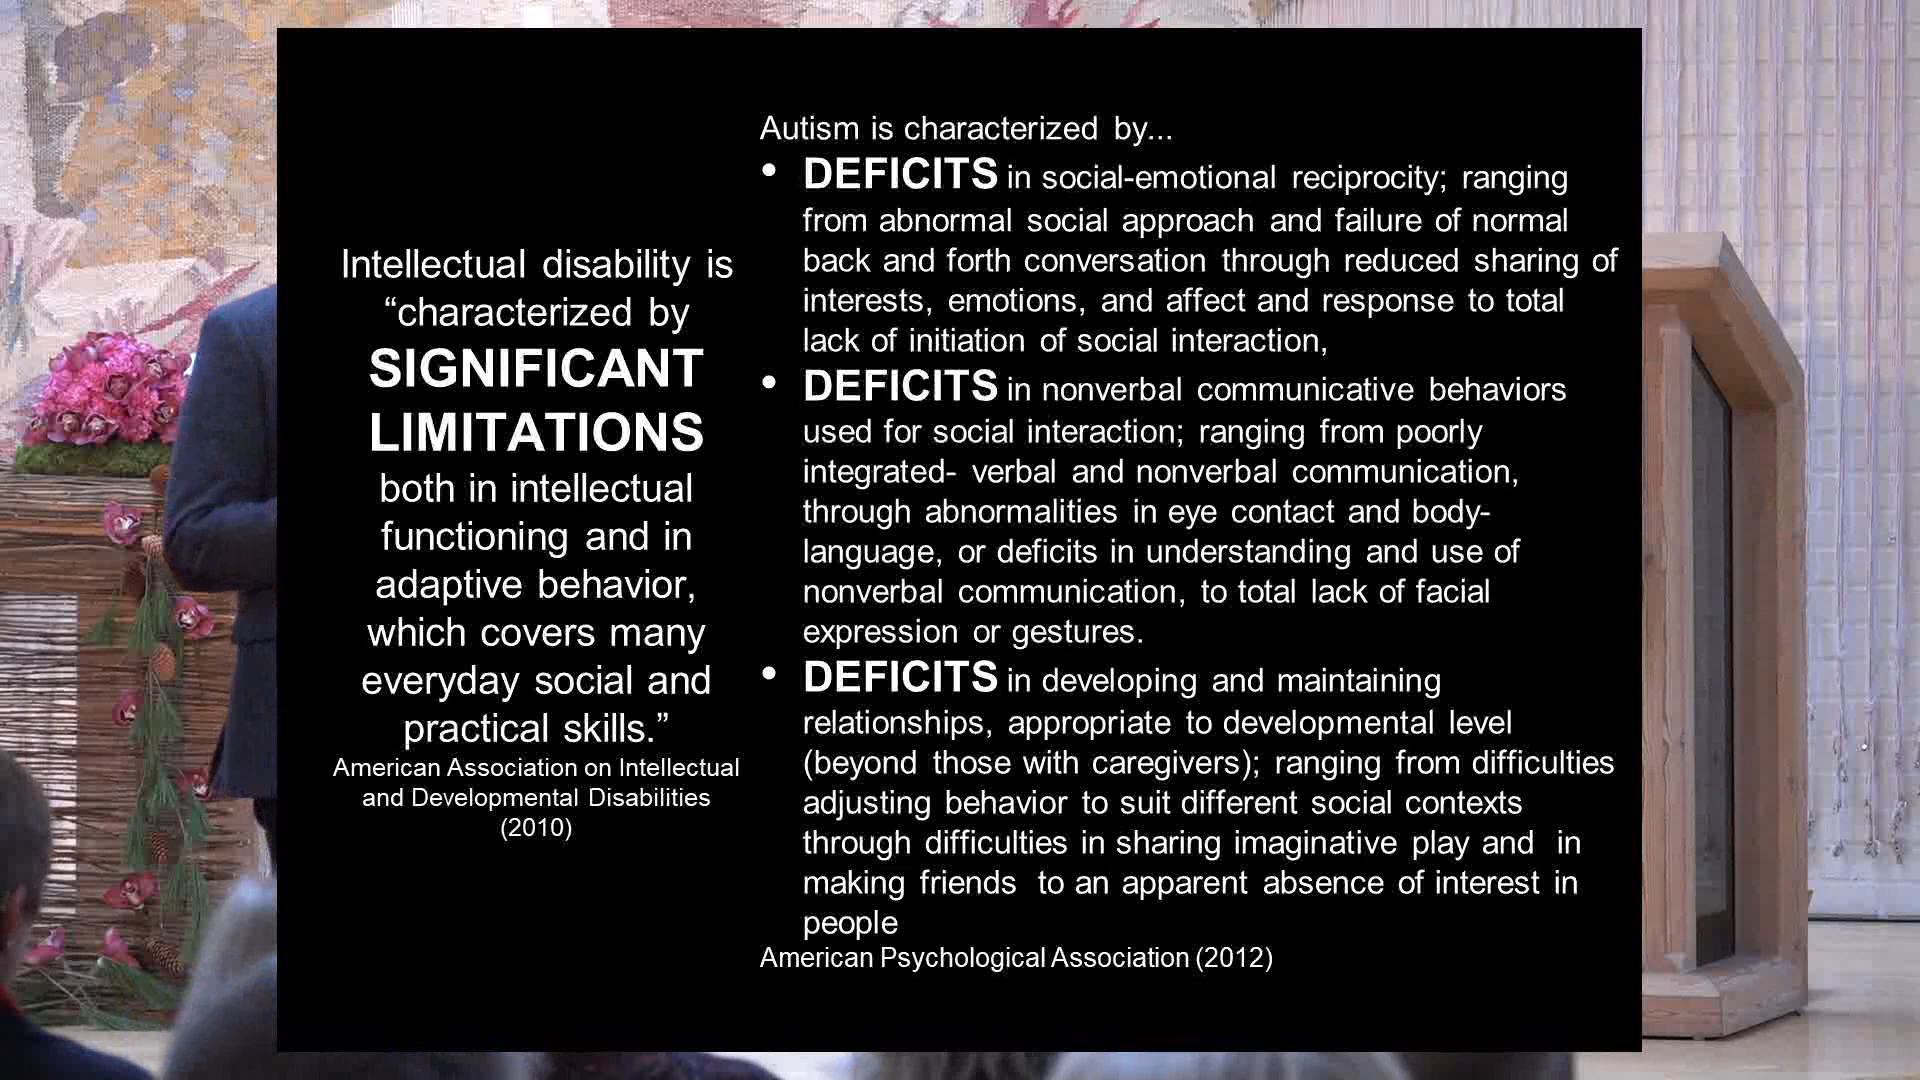 Intellectual disability is
“characterized by
SIGNIFICANT
LIMITATIONS
both in intellectual
functioning and in
adaptive behavior,
which covers many
everyday social and
practical skills.”
American Association on Intellectual
and Developmental Disabilities
(2010)
Autism is characterized by...
• DEFICITS in social-emotional reciprocity; ranging
from abnormal social approach and failure of normal
back and forth conversation through reduced sharing of
interests, emotions, and affect and response to total
lack of initiation of social interaction,
• DEFICITS in nonverbal communicative behaviors
used for social interaction; ranging from poorly
integrated- verbal and nonverbal communication,
through abnormalities in eye contact and body-
language, or deficits in understanding and use of
nonverbal communication, to total lack of facial
expression or gestures.
• DEFICITS in developing and maintaining
relationships, appropriate to developmental level
(beyond those with caregivers); ranging from difficulties
adjusting behavior to suit different social contexts
through difficulties in sharing imaginative play and in
making friends to an apparent absence of interest in
people
American Psychological Association (2012)